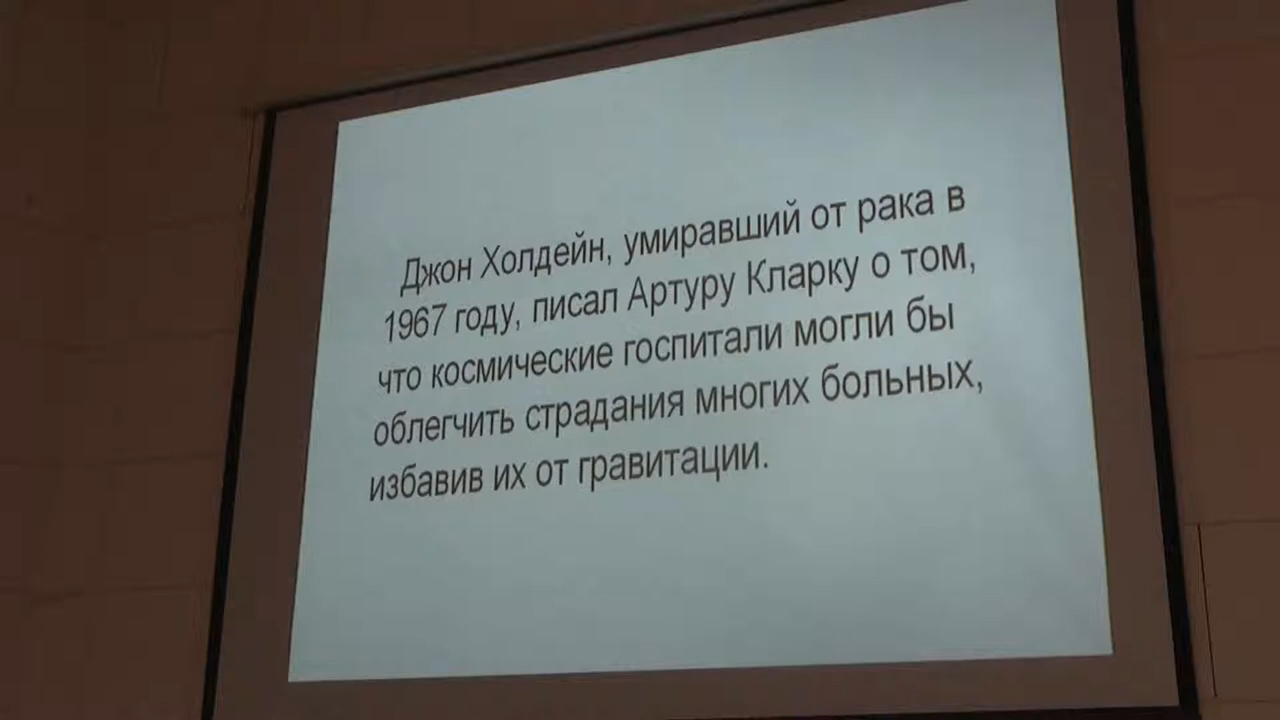 Джон Холдейн, умиравший от рака в
1967 году, писал Артуру Кларку о том,
что космические госпитали могли бы
облегчить страдания многих больных,
избавив их от гравитации.